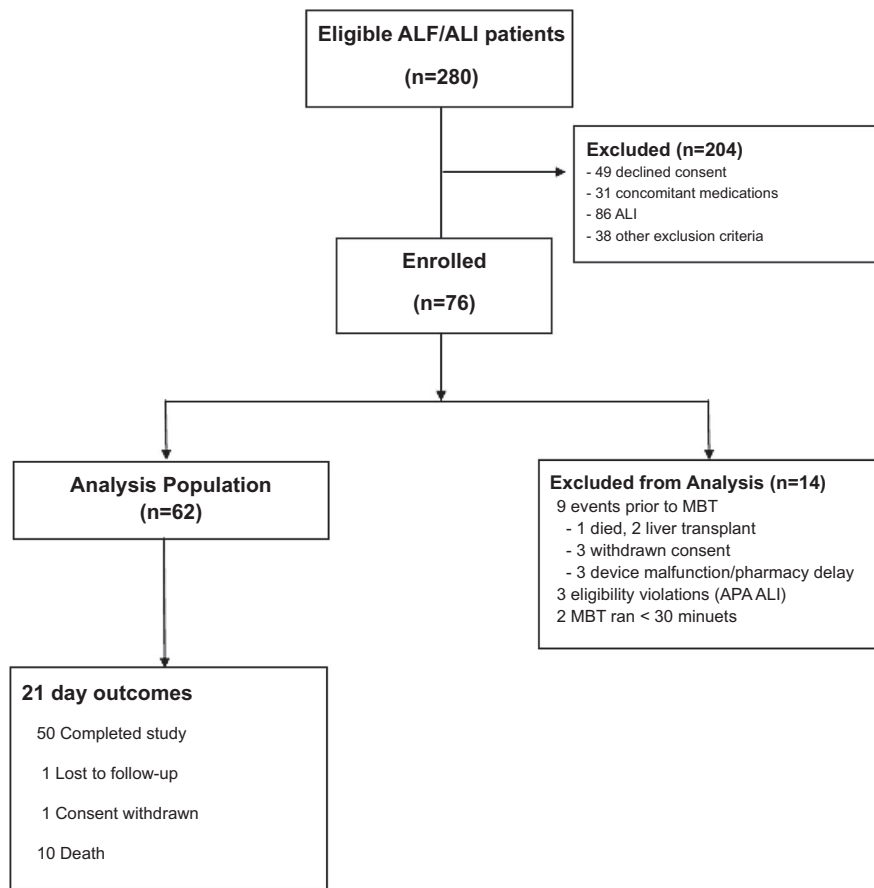 Eligible ALF/ALI patients
(n=280)
Excluded (n=204)
- 49 declined consent
- 31 concomitant medications
- 86 ALI
- 38 other exclusion criteria
Enrolled
(n=76)
Analysis Population
(n=62)
Excluded from Analysis (n=14)
9 events prior to MBT
- 1 died, 2 liver transplant
- 3 withdrawn consent
- 3 device malfunction/pharmacy delay
3 eligibility violations (APA ALI)
2 MBT ran < 30 minuets
21 day outcomes
50 Completed study
1 Lost to follow-up
1 Consent withdrawn
10 Death